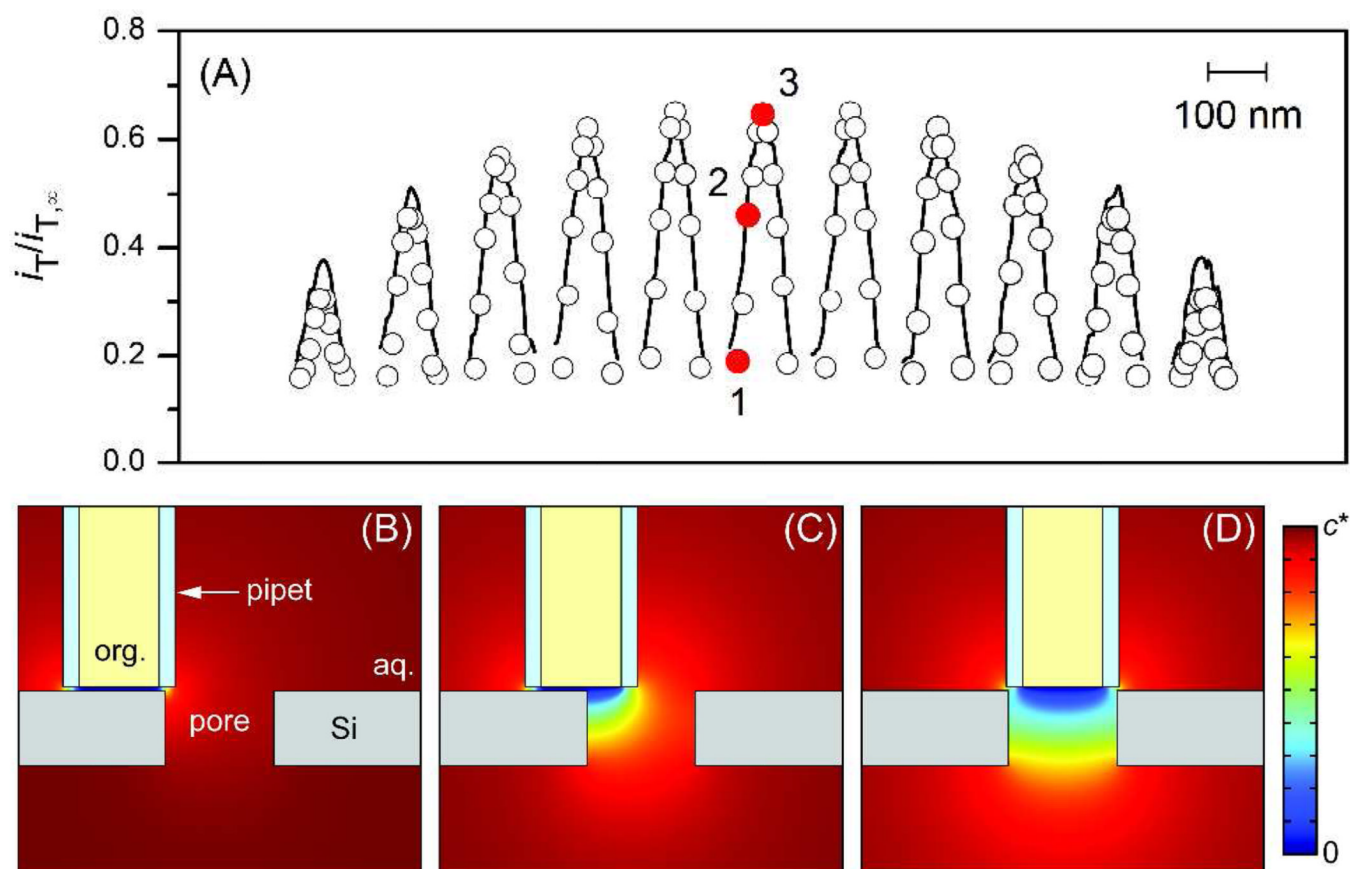 0.8
(A)
3
100 nm
0.6
2
0.4
i_T/i_T,∞
0.2
1
0.0
(B)
(C)
(D)
c*
pipet
org.
aq.
pore
Si
0